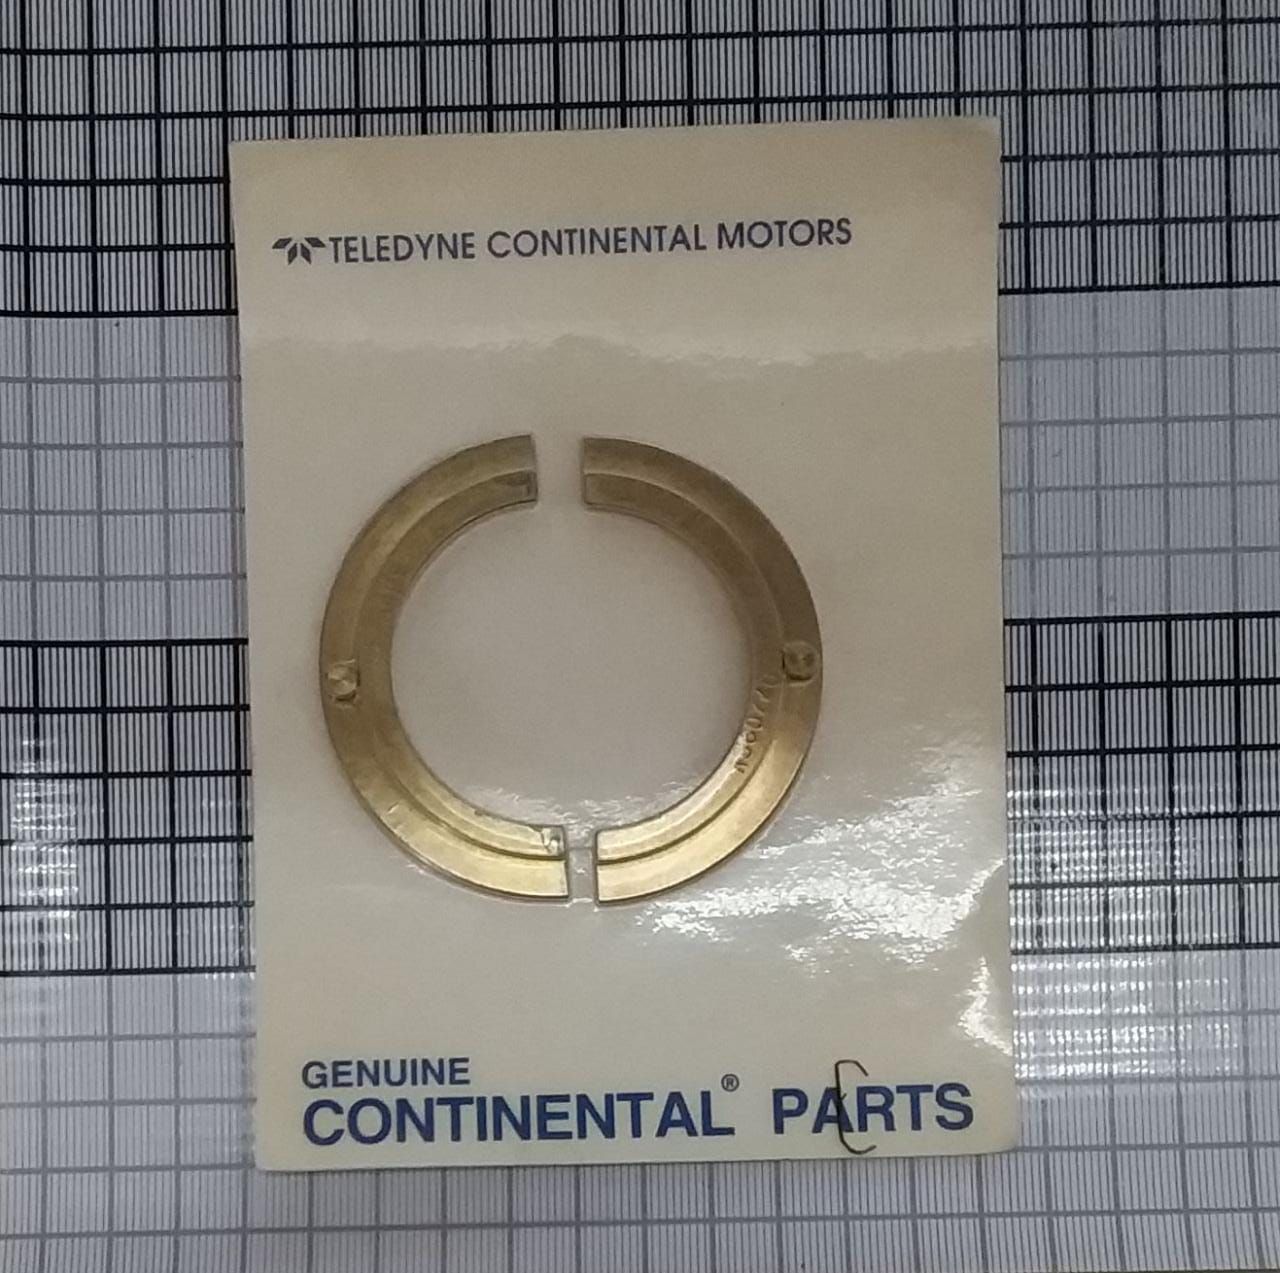 TELEDYNE CONTINENTAL MOTORS
GENUINE
CONTINENTAL® PARTS